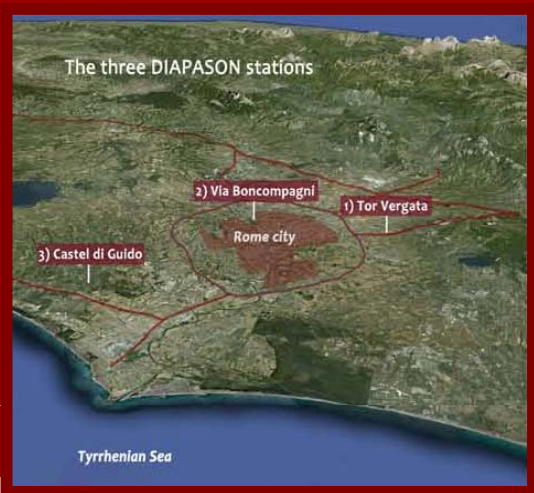 The three DIAPASON stations
2) Via Boncompagni
1) Tor Vergata
Rome city
3) Castel di Guido
Tyrrhenian Sea